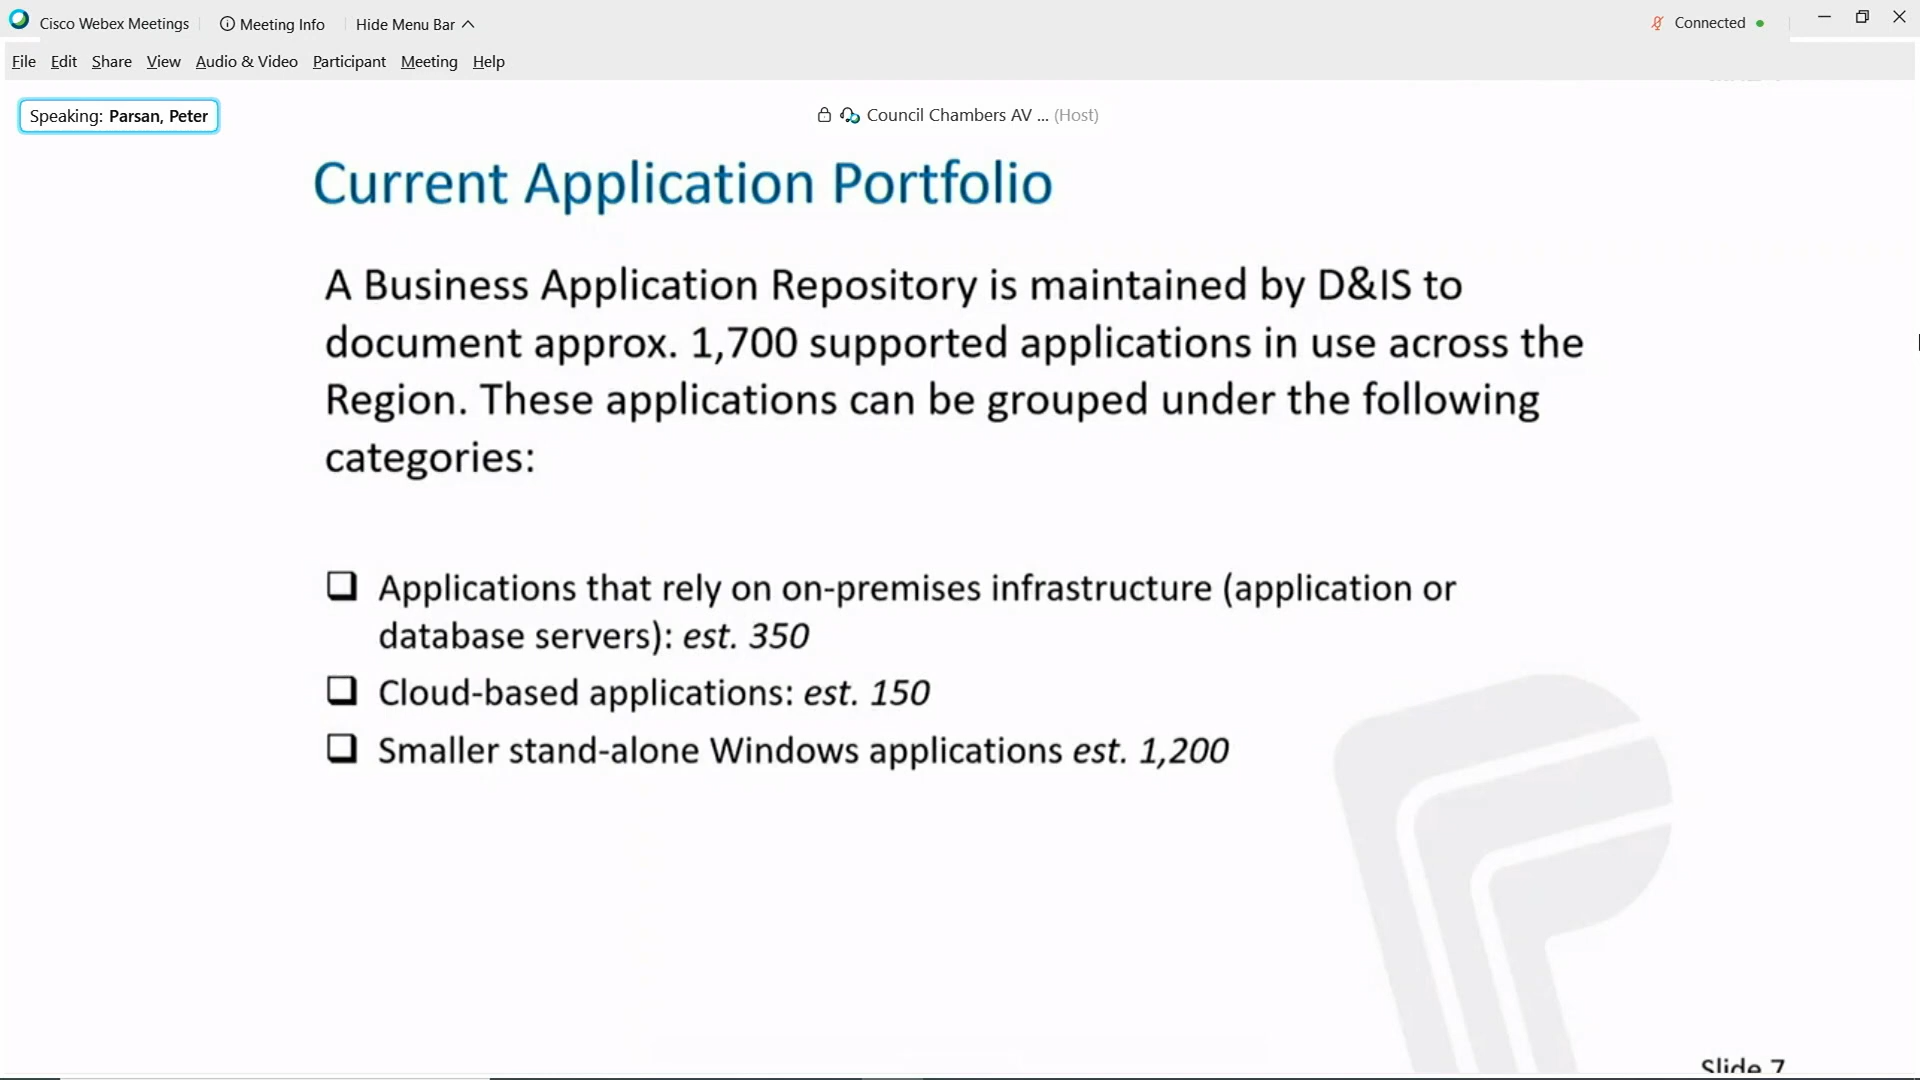 Cisco Webex Meetings Meeting Info Hide Menu Bar Connected
File Edit Share View Audio & Video Participant Meeting Help
Speaking: Parsan, Peter
Council Chambers AV ... (Host)
Current Application Portfolio
A Business Application Repository is maintained by D&IS to
document approx. 1,700 supported applications in use across the
Region. These applications can be grouped under the following
categories:
Applications that rely on on-premises infrastructure (application or
database servers): est. 350
Cloud-based applications: est. 150
Smaller stand-alone Windows applications est. 1,200
Slide 7